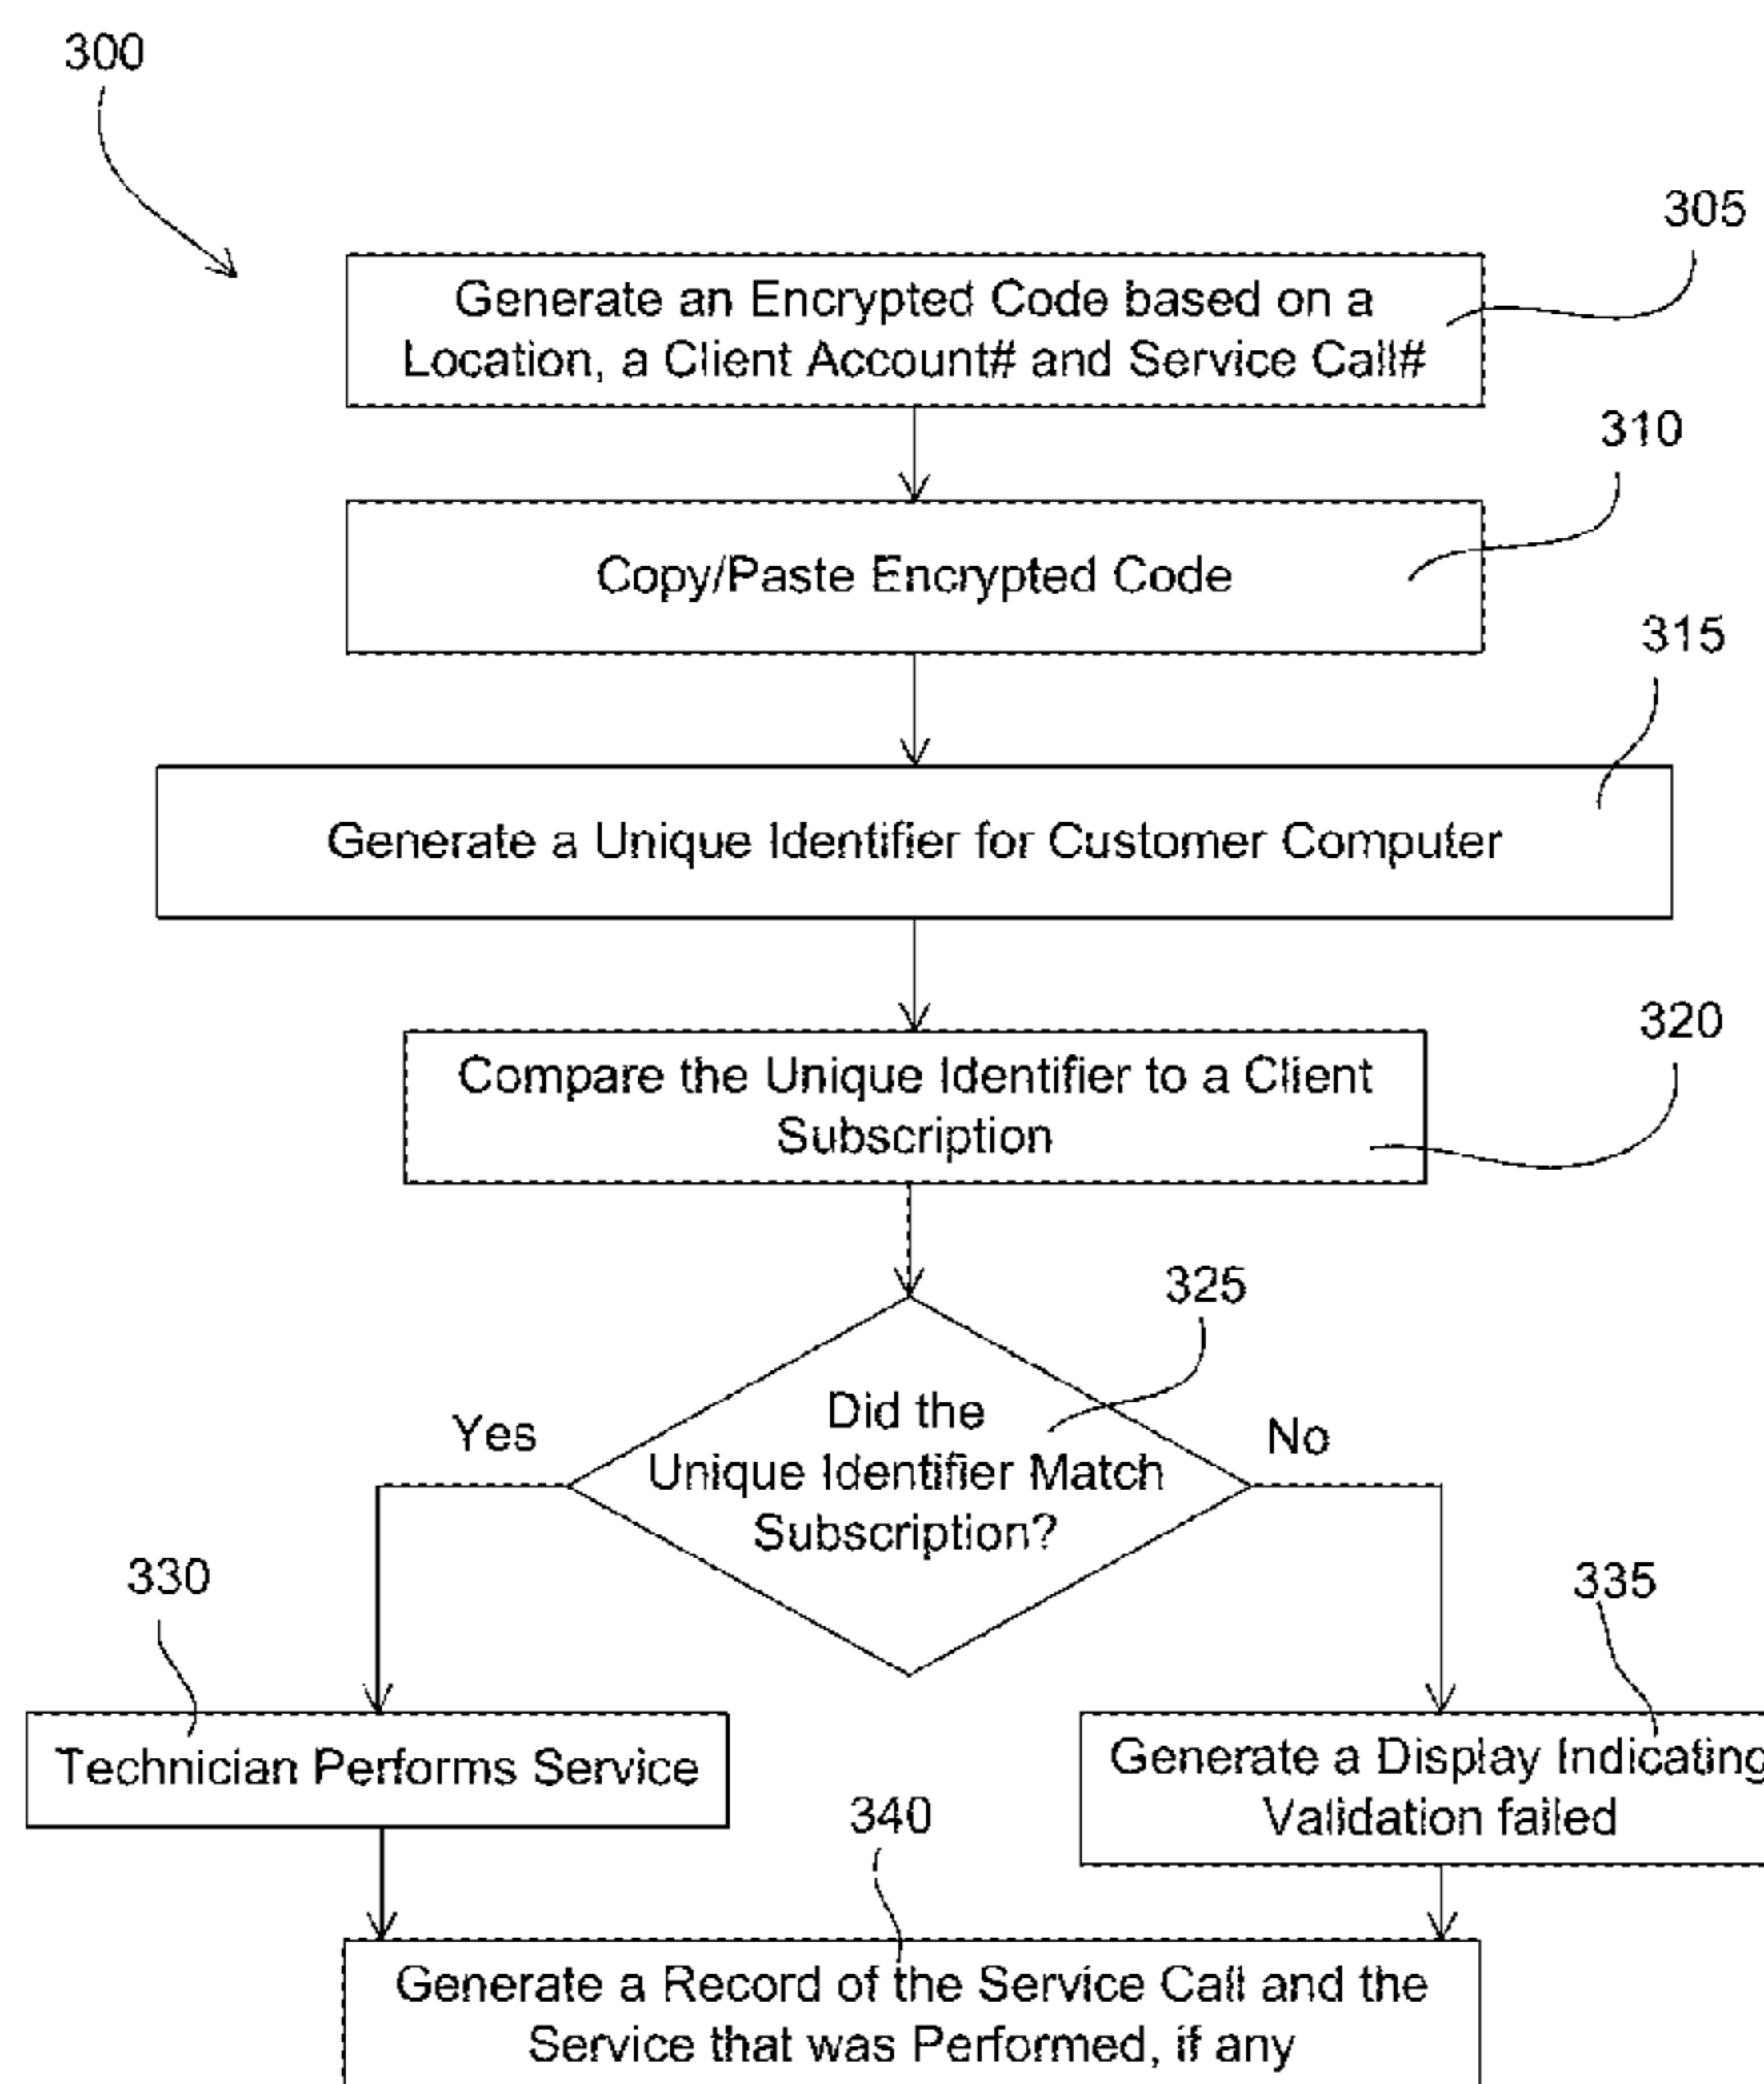 300
305
Generate an Encrypted Code based on a
Location, a Client Account# and Service Call#
310
Copy/Paste Encrypted Code
315
Generate a Unique Identifier for Customer Computer
320
Compare the Unique Identifier to a Client
Subscription
325
Did the
Unique Identifier Match
Subscription?
Yes
No
330
Technician Performs Service
335
Generate a Display Indicating
Validation failed
340
Generate a Record of the Service Call and the
Service that was Performed, if any